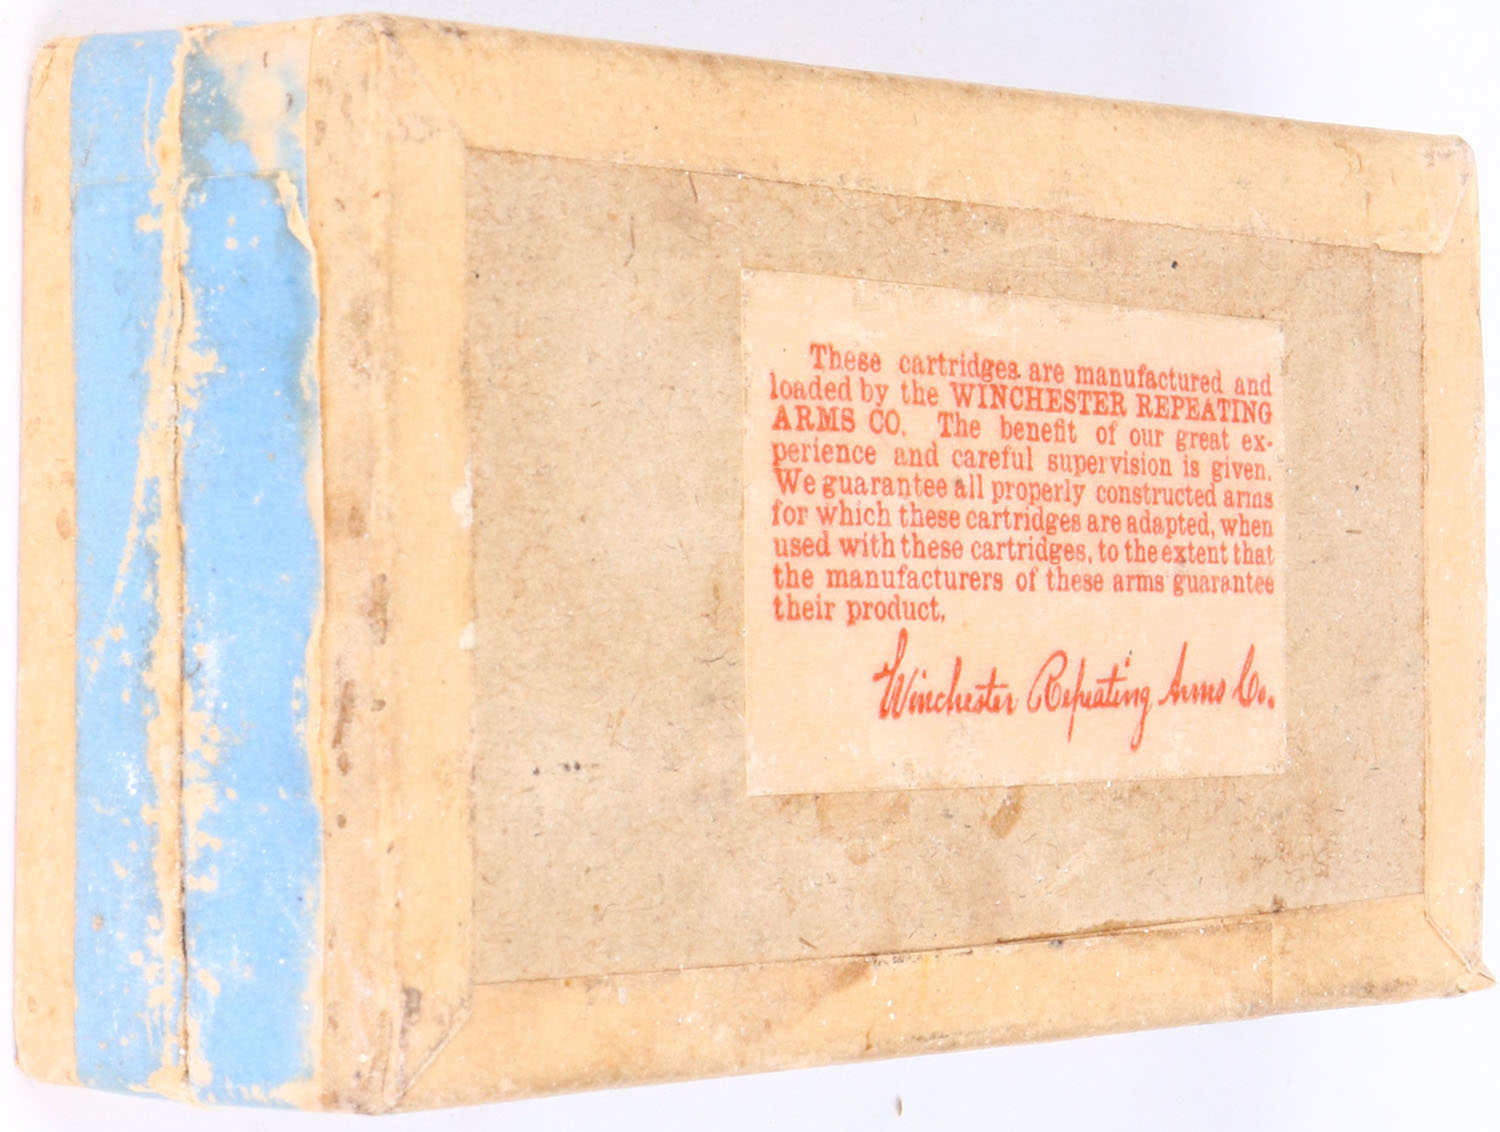 These cartridges are manufactured and
loaded by the WINCHESTER REPEATING
ARMS CO. The benefit of our great ex-
perience and careful supervision is given.
We guarantee all properly constructed arms
for which these cartridges are adapted, when
used with these cartridges, to the extent that
the manufacturers of these arms guarantee
their product.
Winchester Repeating Arms Co.